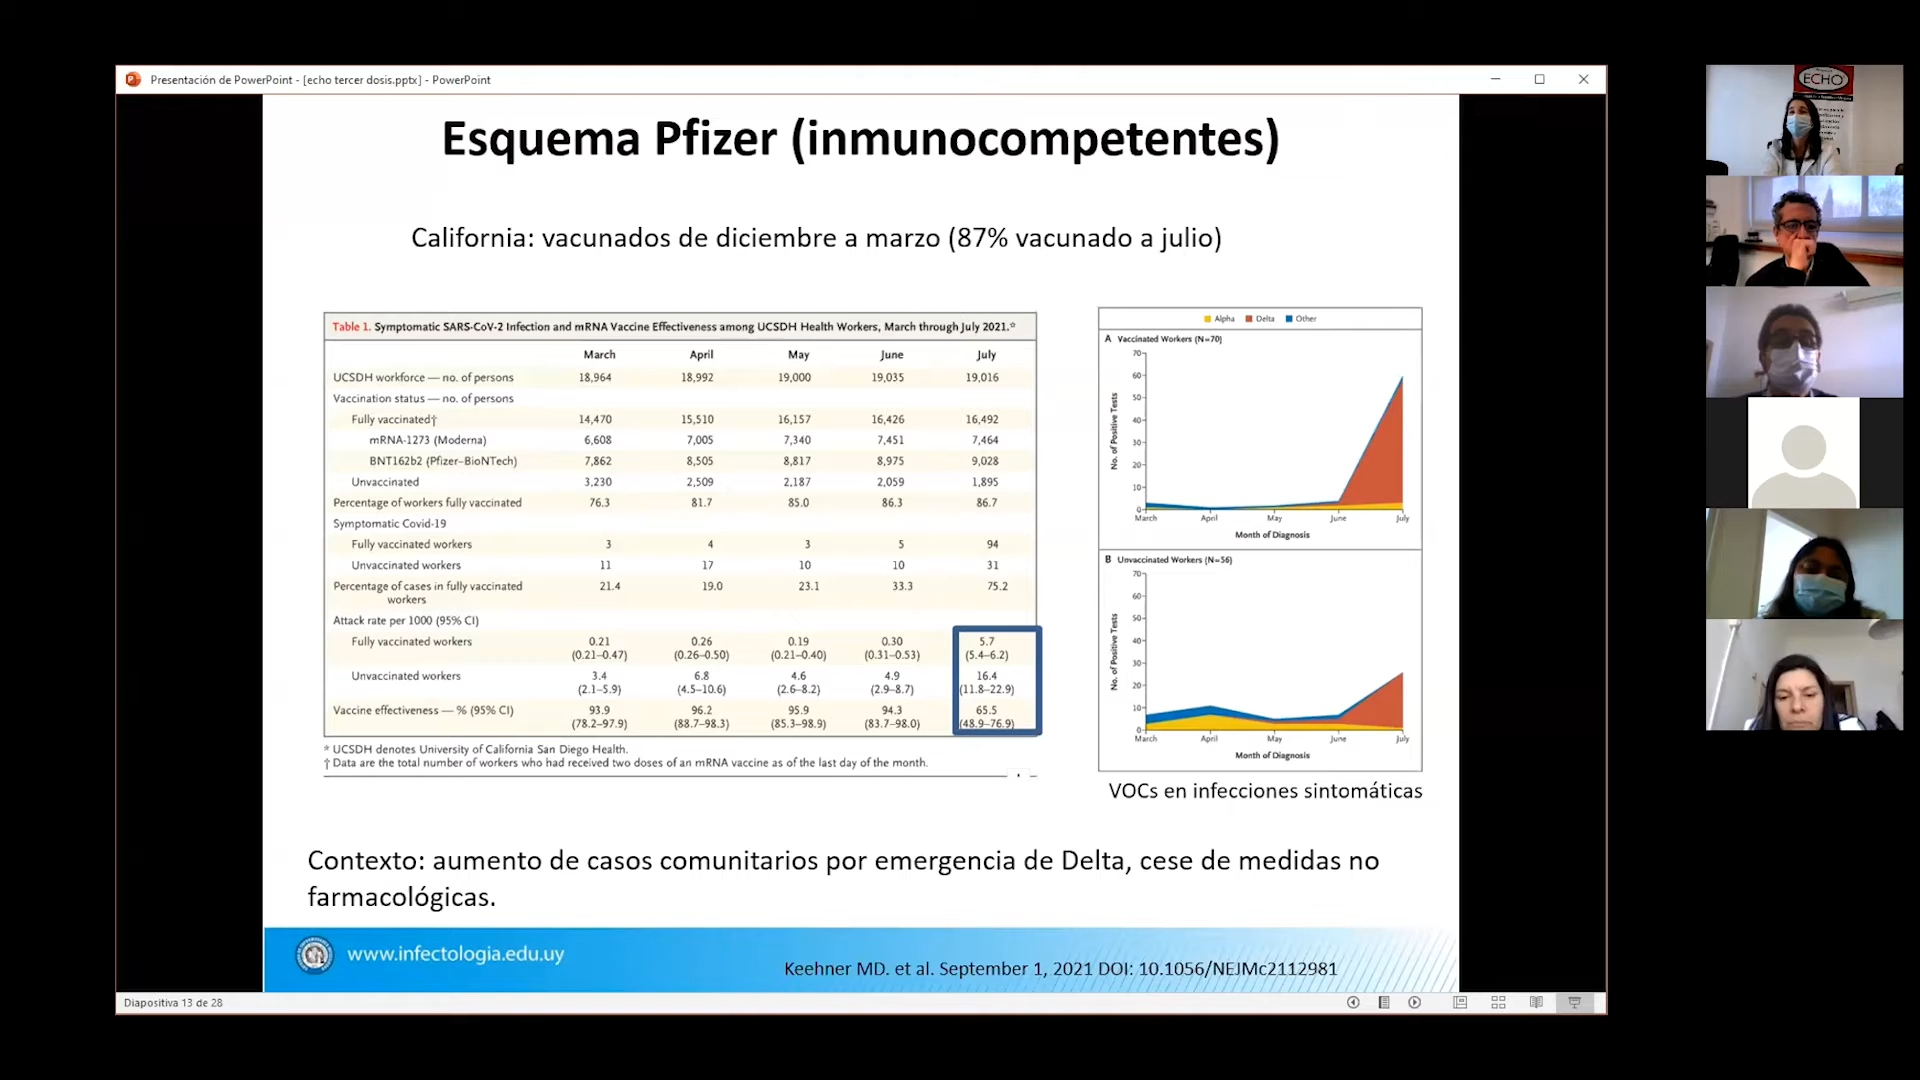 Presentación de PowerPoint - [echo tercer dosis.pptx] - PowerPoint
Esquema Pfizer (inmunocompetentes)
California: vacunados de diciembre a marzo (87% vacunado a julio)
Table 1. Symptomatic SARS-CoV-2 Infection and mRNA Vaccine Effectiveness among UCSDH Health Workers, March through July 2021.*
March April May June July
UCSDH workforce — no. of persons 18,964 18,992 19,000 19,035 19,016
Vaccination status — no. of persons
Fully vaccinated† 14,470 15,510 16,157 16,426 16,492
mRNA-1273 (Moderna) 6,608 7,005 7,340 7,451 7,464
BNT162b2 (Pfizer–BioNTech) 7,862 8,505 8,817 8,975 9,028
Unvaccinated 3,230 2,509 2,187 2,059 1,895
Percentage of workers fully vaccinated 76.3 81.7 85.0 86.3 86.7
Symptomatic Covid-19
Fully vaccinated workers 3 4 3 5 94
Unvaccinated workers 11 17 10 10 31
Percentage of cases in fully vaccinated 21.4 19.0 23.1 33.3 75.2
workers
Attack rate per 1000 (95% CI)
Fully vaccinated workers 0.21 0.26 0.19 0.30 5.7
(0.21–0.47) (0.26–0.50) (0.21–0.40) (0.31–0.53) (5.4–6.2)
Unvaccinated workers 3.4 6.8 4.6 4.9 16.4
(2.1–5.9) (4.5–10.6) (2.6–8.2) (2.9–8.7) (11.8–22.9)
Vaccine effectiveness — % (95% CI) 93.9 96.2 95.9 94.3 65.5
(78.2–97.9) (88.7–98.3) (85.3–98.9) (83.7–98.0) (48.9–76.9)
* UCSDH denotes University of California San Diego Health.
† Data are the total number of workers who had received two doses of an mRNA vaccine as of the last day of the month.
Alpha Delta Other
A Vaccinated Workers (N=70)
No. of Positive Tests
70
60
50
40
30
20
10
0
March April May June July
Month of Diagnosis
B Unvaccinated Workers (N=56)
No. of Positive Tests
70
60
50
40
30
20
10
0
March April May June July
Month of Diagnosis
VOCs en infecciones sintomáticas
Contexto: aumento de casos comunitarios por emergencia de Delta, cese de medidas no
farmacológicas.
www.infectologia.edu.uy
Keehner MD. et al. September 1, 2021 DOI: 10.1056/NEJMc2112981
Diapositiva 13 de 28
ECHO